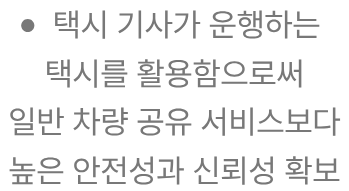 ● 택시 기사가 운행하는
택시를 활용함으로써
일반 차량 공유 서비스보다
높은 안전성과 신뢰성 확보